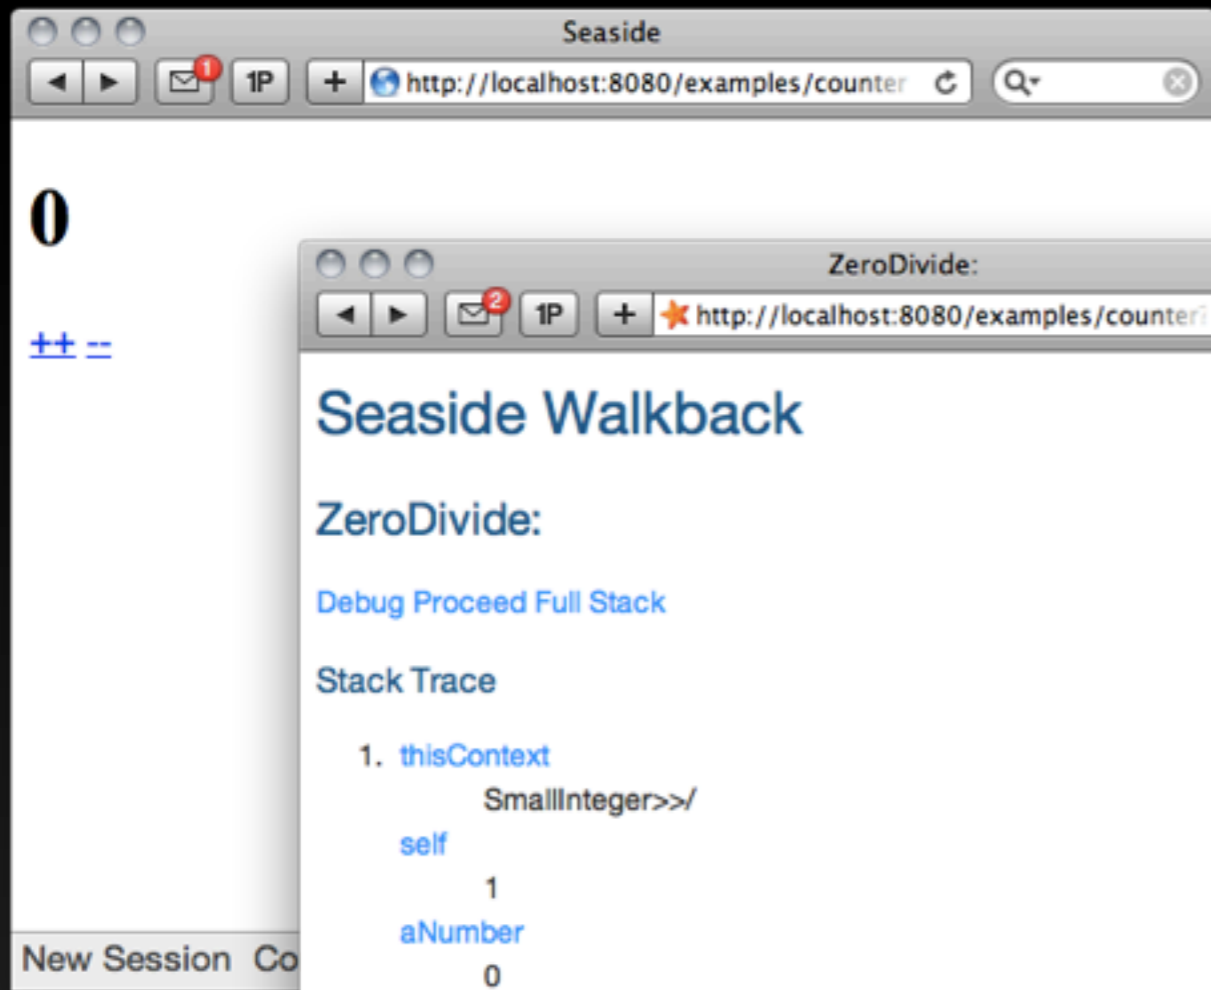 Seaside
1
1P
+
http://localhost:8080/examples/counter
0
++ --
ZeroDivide:
2
1P
+
http://localhost:8080/examples/counter?
Seaside Walkback
ZeroDivide:
Debug Proceed Full Stack
Stack Trace
1. thisContext
SmallInteger>>/
self
1
aNumber
0
New Session Co